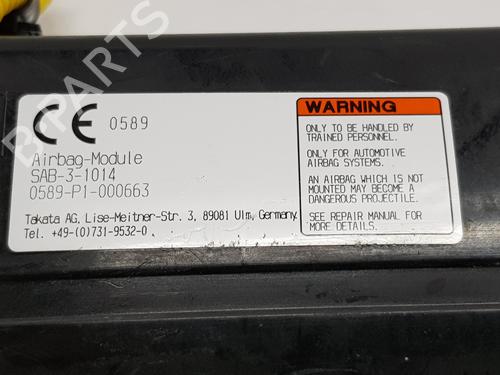 CE 0589
Airbag-Module
SAB-3-1014
0589-P1-000663
Takata AG, Lise-Meitner-Str. 3, 89081 Ulm, Germany
Tel. +49-(0)731-9532-0
WARNING
ONLY TO BE HANDLED BY
TRAINED PERSONNEL.
ONLY FOR AUTOMOTIVE
AIRBAG SYSTEMS.
AN AIRBAG WHICH IS NOT
MOUNTED MAY BECOME A
DANGEROUS PROJECTILE.
SEE REPAIR MANUAL FOR
MORE DETAILS.
B-PARTS